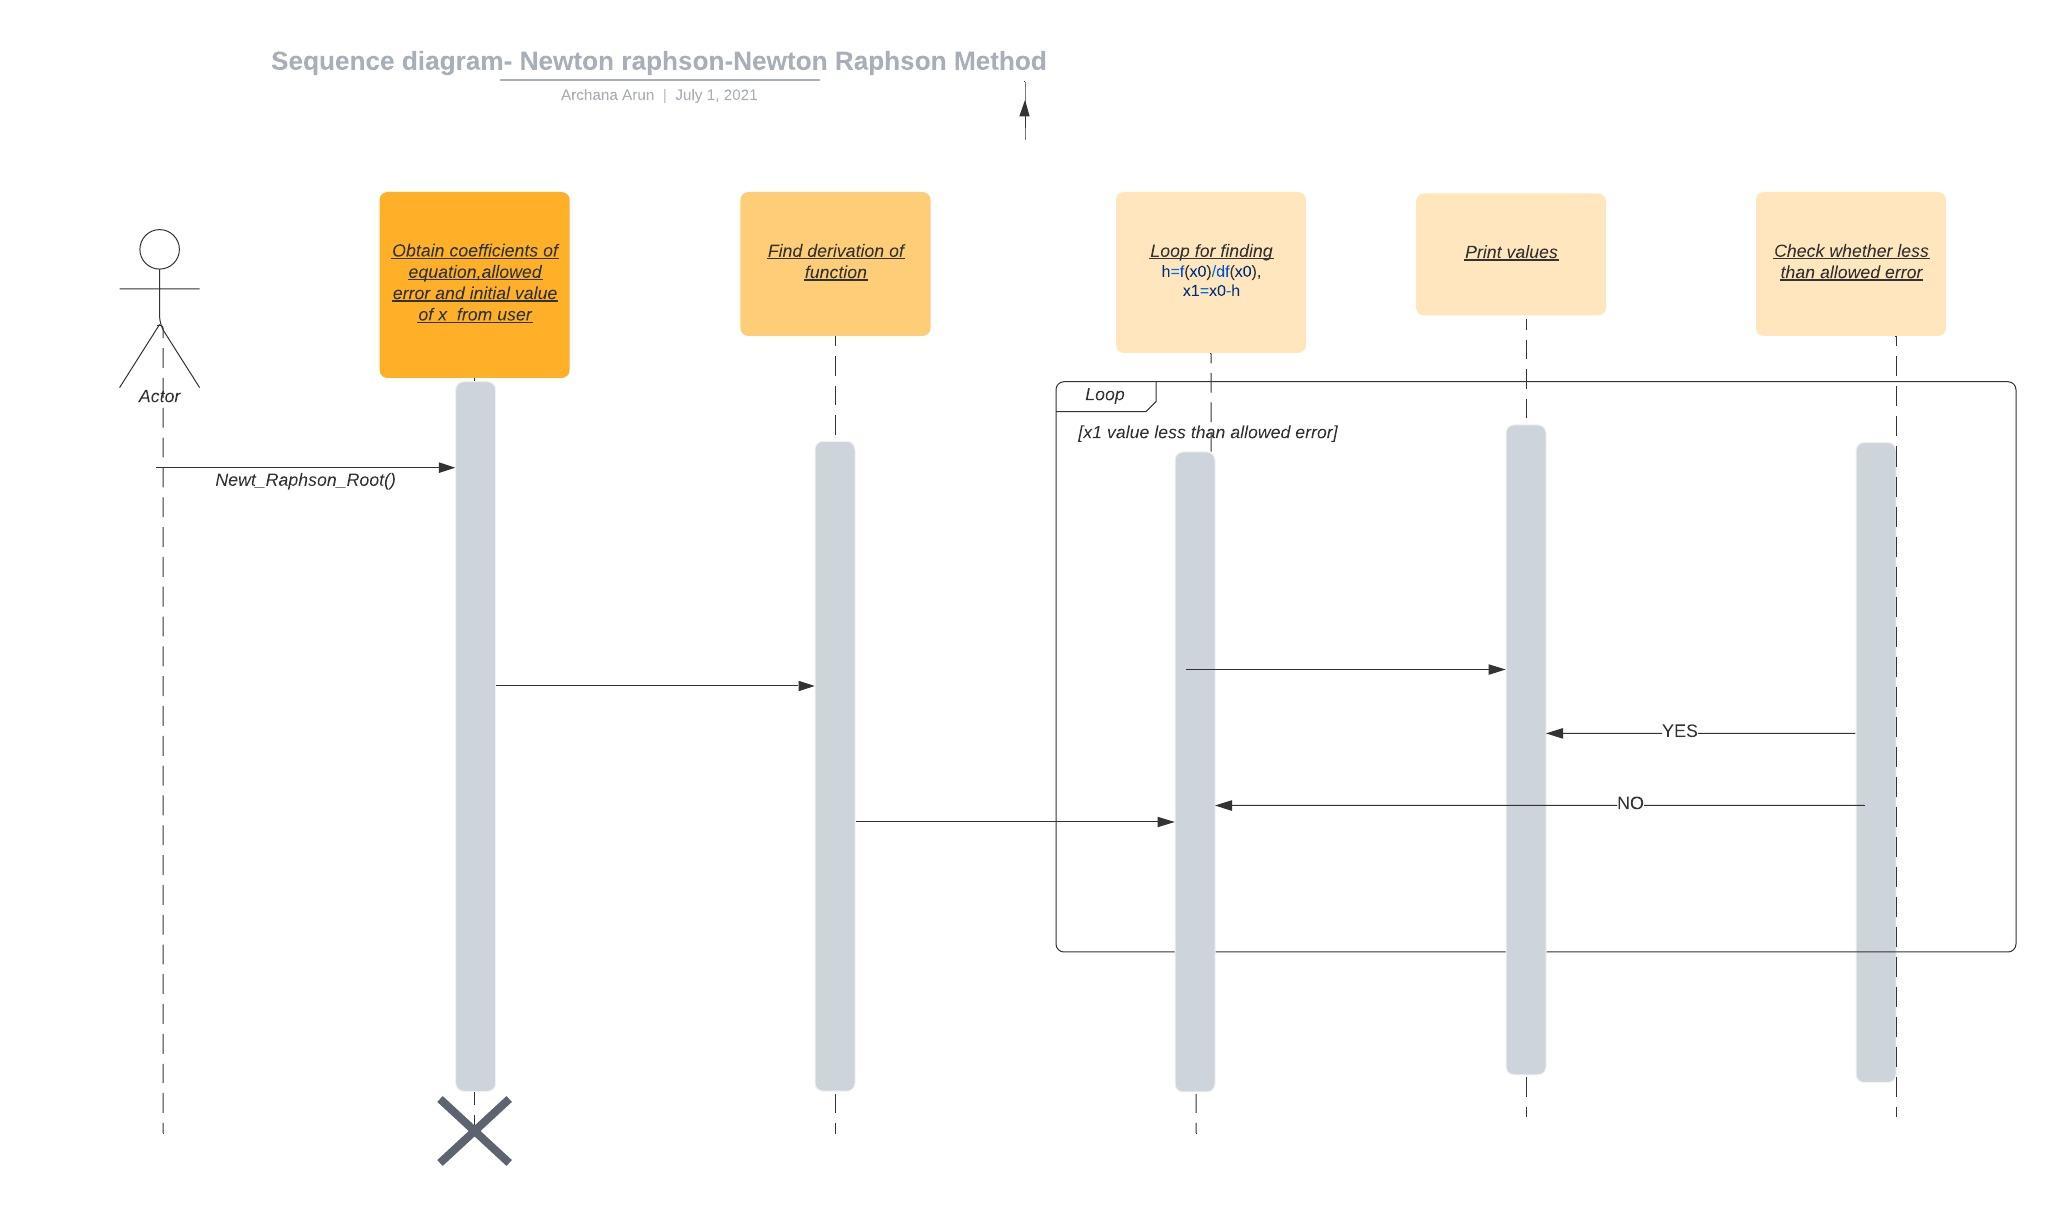 Sequence diagram- Newton raphson-Newton Raphson Method
Archana Arun | July 1, 2021
Actor
Obtain coefficients of
equation,allowed
error and initial value
of x  from user
Find derivation of
function
Loop for finding
h=f(x0)/df(x0),
x1=x0-h
Print values
Check whether less
than allowed error
Loop
[x1 value less than allowed error]
Newt_Raphson_Root()
YES
NO